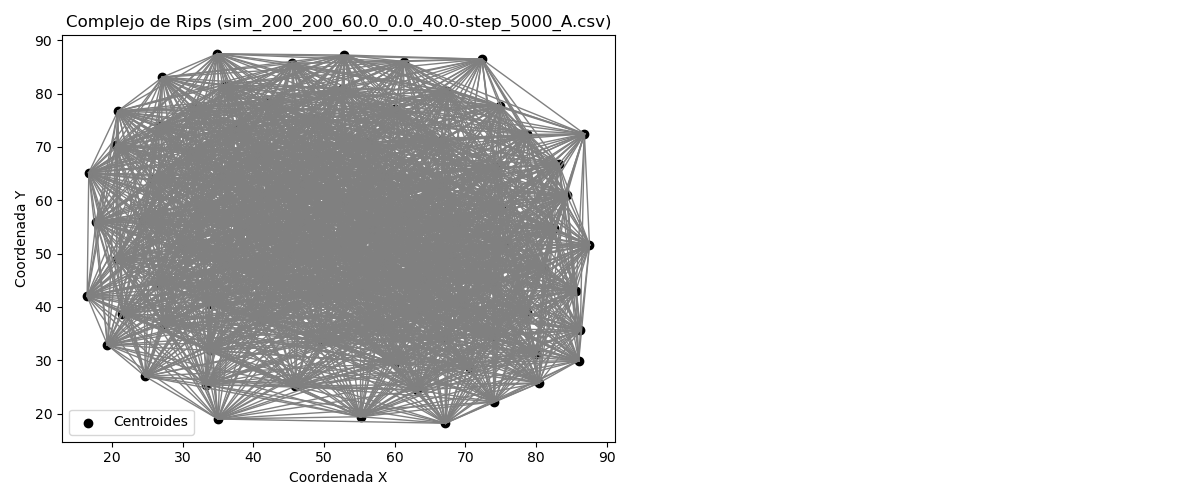 Complejo de Rips (sim_200_200_60.0_0.0_40.0-step_5000_A.csv)
90
80
70
60
50
40
30
20
Coordenada Y
Centroides
20 30 40 50 60 70 80 90
Coordenada X